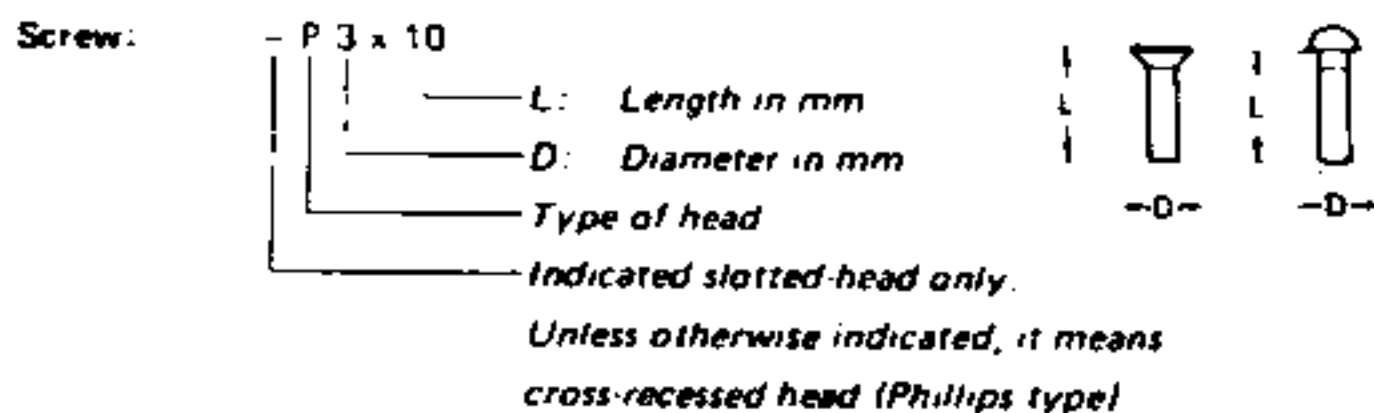 Screw: – P 3 x 10
L: Length in mm
D: Diameter in mm
Type of head
Indicated slotted-head only.
Unless otherwise indicated, it means
cross-recessed head (Phillips type)
L L
D D